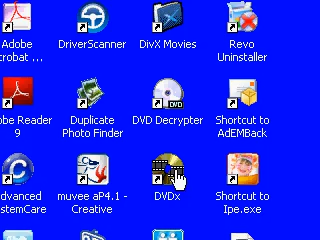 Adobe DriverScanner DivX Movies Revo
crobat ... Uninstaller
obe Reader Duplicate DVD Decrypter Shortcut to
9 Photo Finder AdEMBack
DVD
dvanced muvee aP4.1 - DVDx Shortcut to
stemCare Creative Ipe.exe